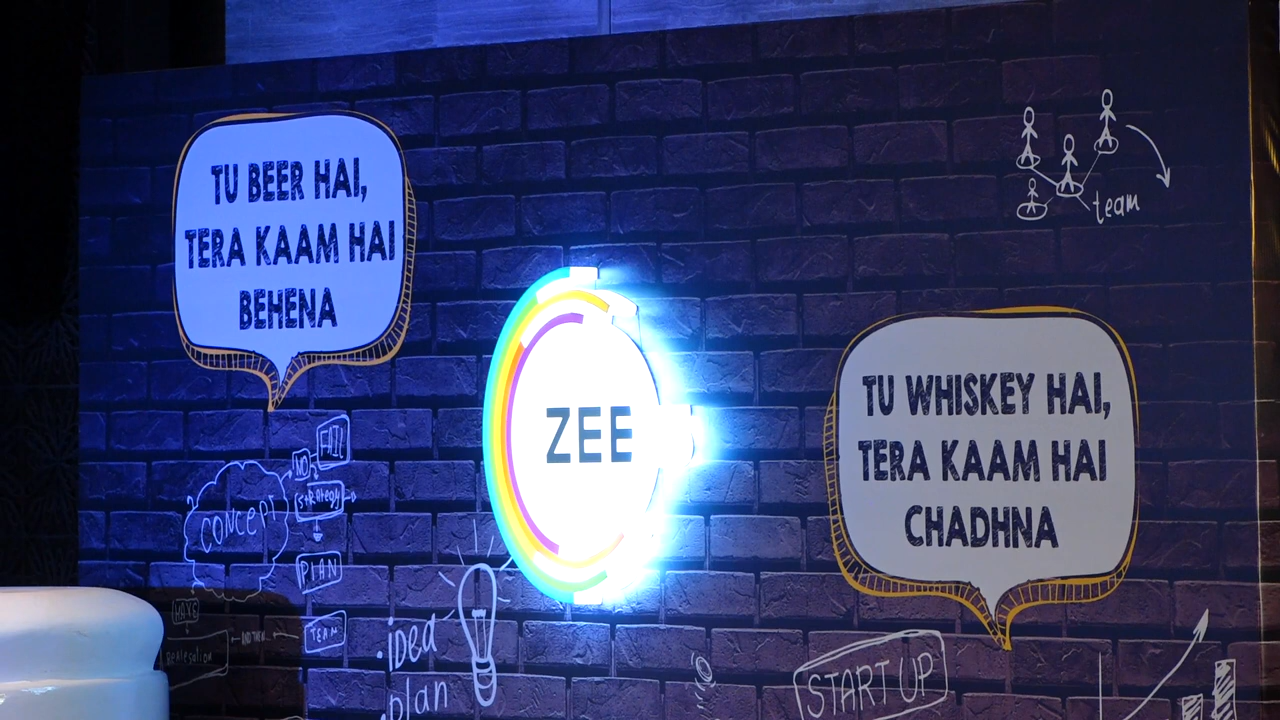 TU BEER HAI,
TERA KAAM HAI
BEHENA
ZEE
TU WHISKEY HAI,
TERA KAAM HAI
CHADHNA
team
FAIL
NO
STRATEGY
CONCEPT
PLAN
HAVE
TEAM
idea
plan
START UP